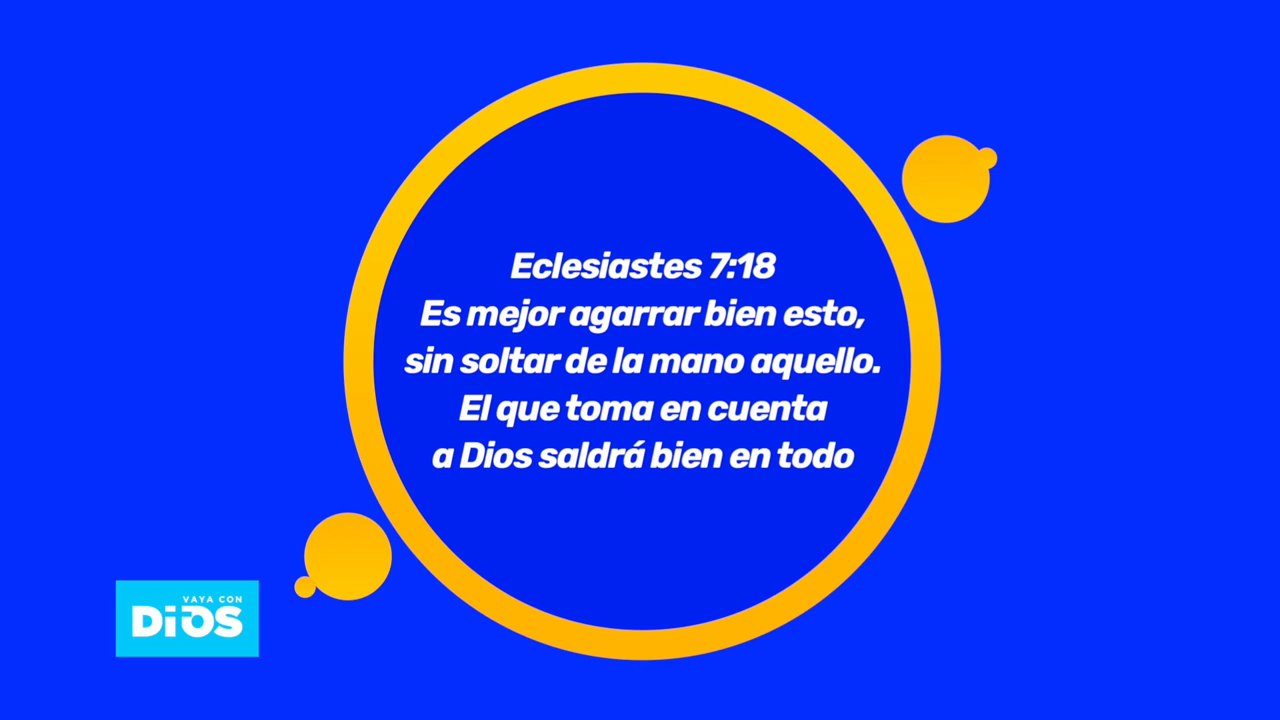 Eclesiastes 7:18
Es mejor agarrar bien esto,
sin soltar de la mano aquello.
El que toma en cuenta
a Dios saldrá bien en todo
VAYA CON
DiOS